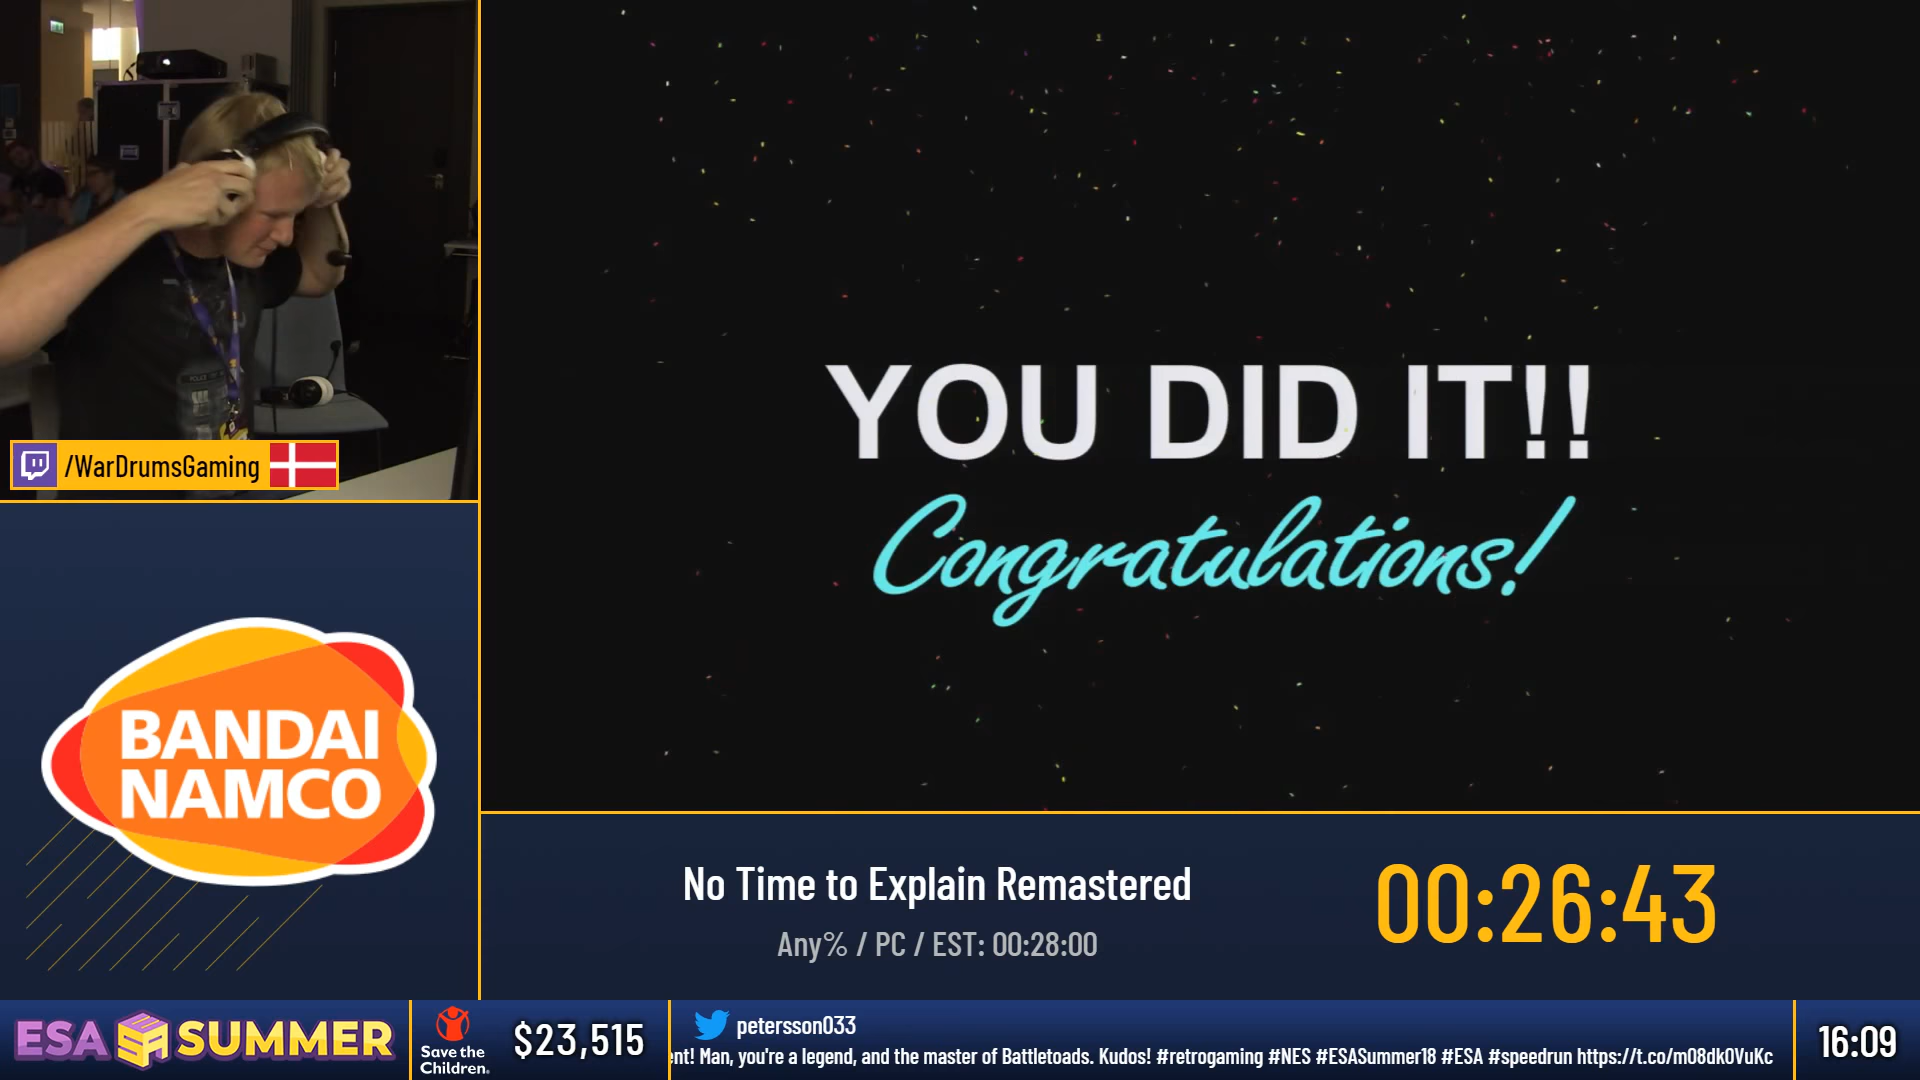 /WarDrumsGaming
YOU DID IT!!
Congratulations!
BANDAI
NAMCO
No Time to Explain Remastered
Any% / PC / EST: 00:28:00
00:26:43
ESA SUMMER
Save the
Children.
$23,515
petersson033
nt! Man, you're a legend, and the master of Battletoads. Kudos! #retrogaming #NES #ESASummer18 #ESA #speedrun https://t.co/m08dk0VuKc
16:09